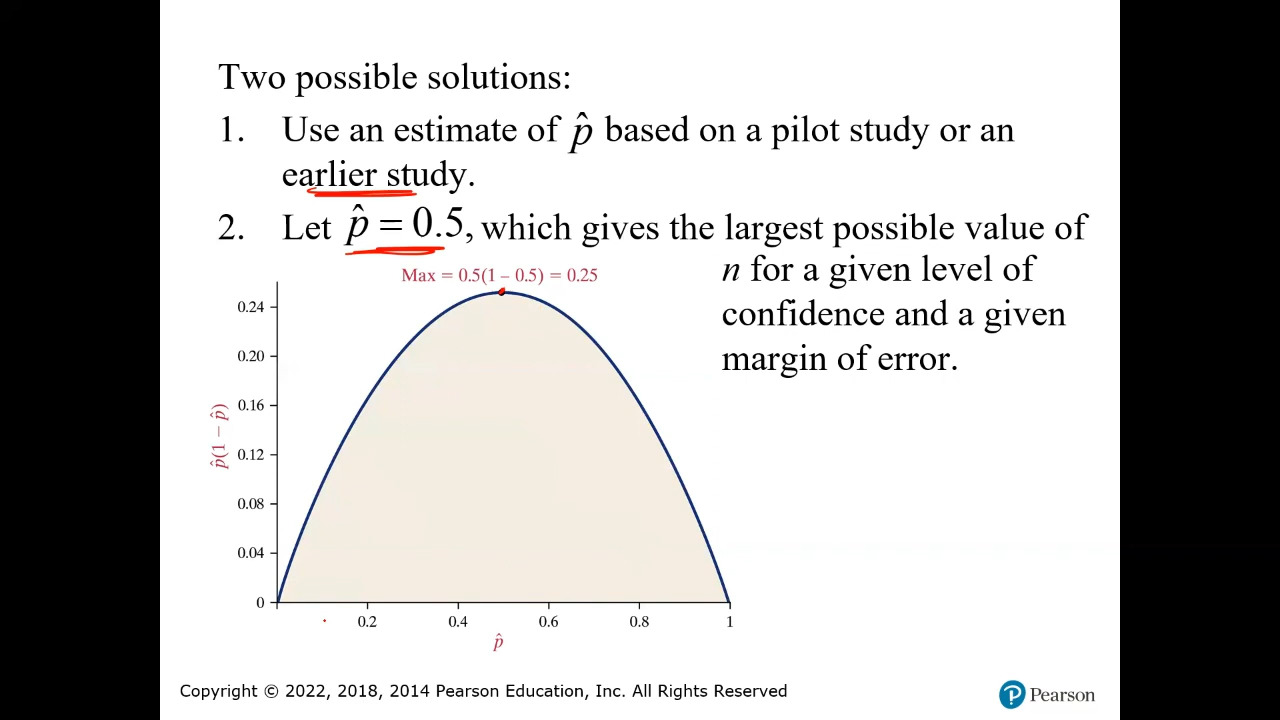 Two possible solutions:
1. Use an estimate of p̂ based on a pilot study or an
earlier study.
2. Let p̂ = 0.5, which gives the largest possible value of
n for a given level of
confidence and a given
margin of error.
Max = 0.5(1 – 0.5) = 0.25
0.24
0.20
0.16
0.12
0.08
0.04
0
p̂(1 − p̂)
0.2 0.4 0.6 0.8 1
p̂
Copyright © 2022, 2018, 2014 Pearson Education, Inc. All Rights Reserved
P Pearson